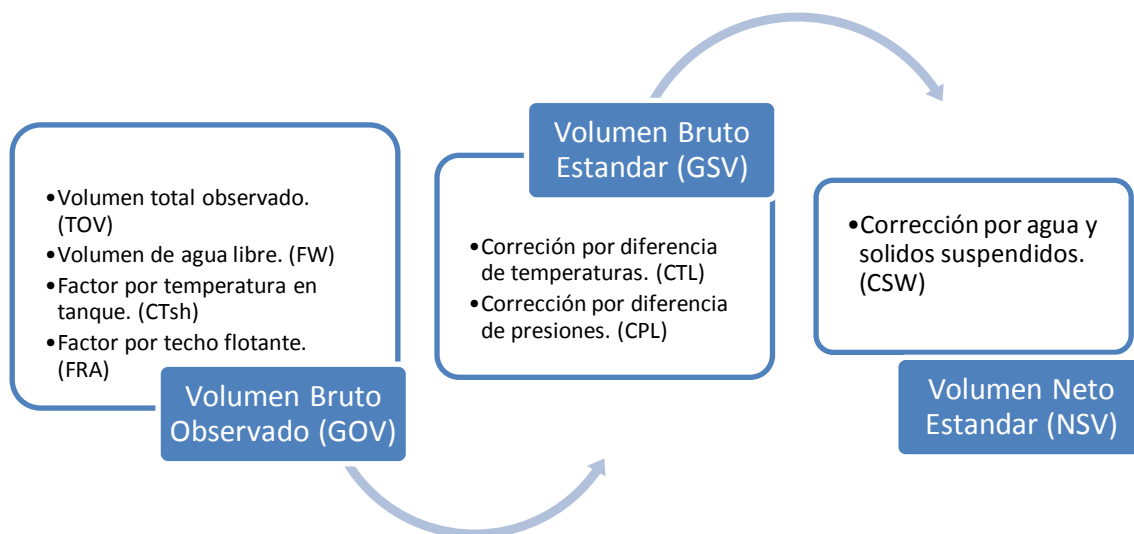 •Volumen total observado.
(TOV)
•Volumen de agua libre. (FW)
•Factor por temperatura en
tanque. (CTsh)
•Factor por techo flotante.
(FRA)
Volumen Bruto
Observado (GOV)
Volumen Bruto
Estandar (GSV)
•Correción por diferencia
de temperaturas. (CTL)
•Corrección por diferencia
de presiones. (CPL)
•Corrección por agua y
solidos suspendidos.
(CSW)
Volumen Neto
Estandar (NSV)